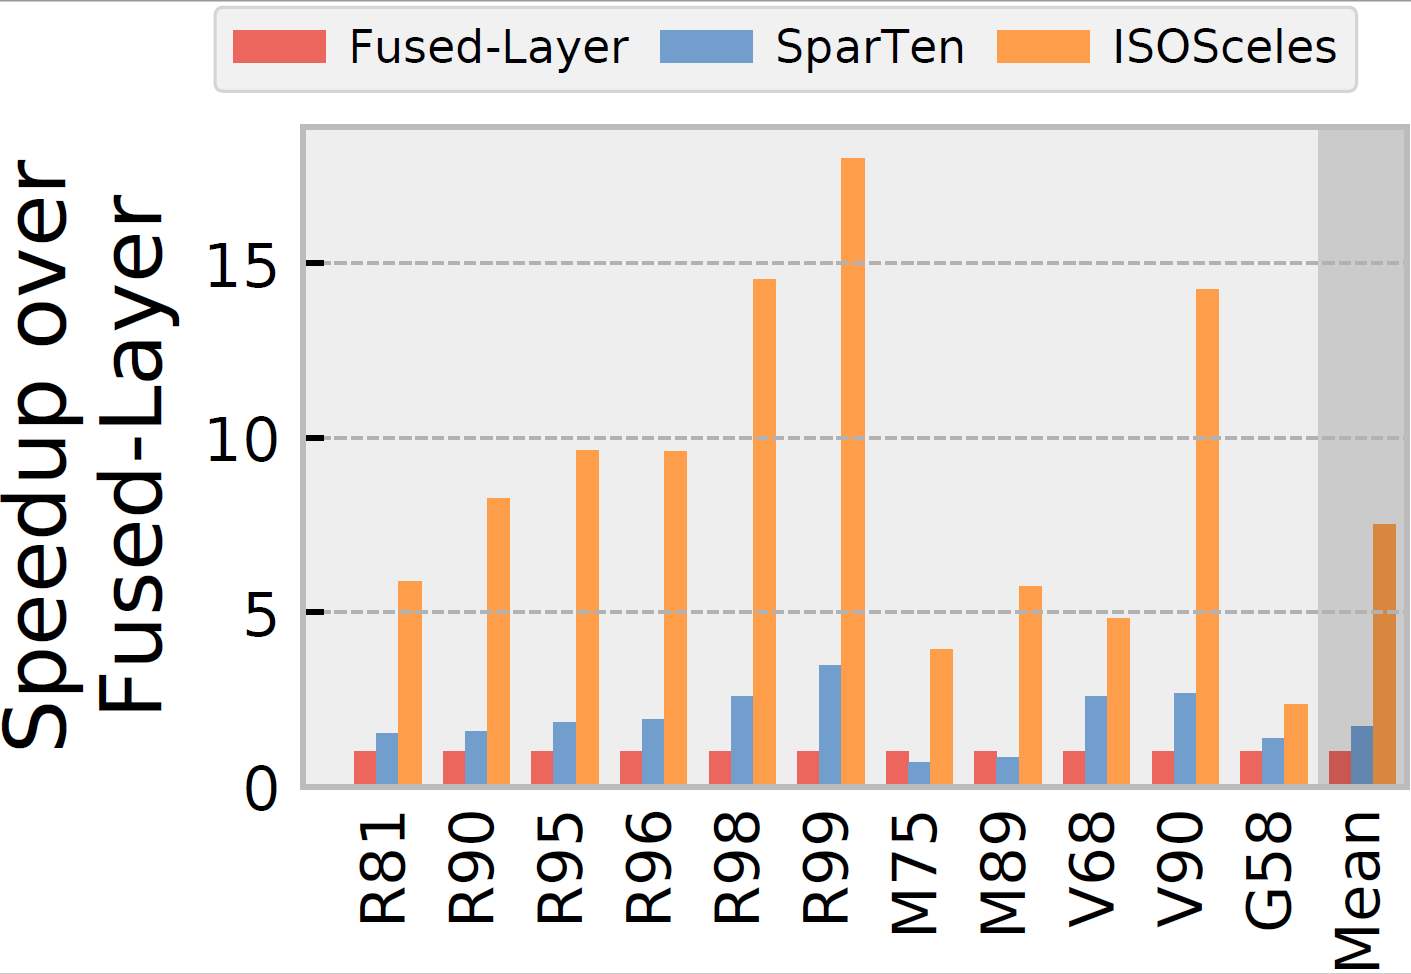 Fused-Layer SparTen ISOSceles
Speedup over
Fused-Layer
15
10
5
0
R81 R90 R95 R96 R98 R99 M75 M89 V68 V90 G58 Mean